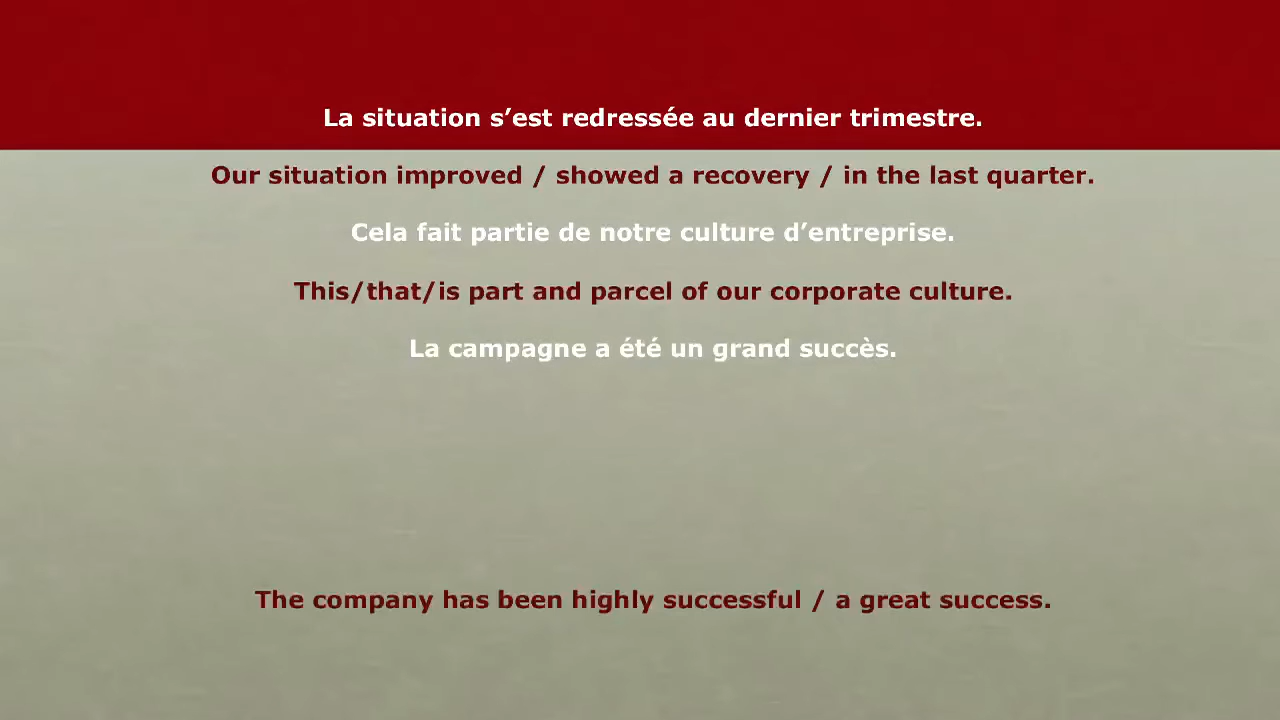 La situation s’est redressée au dernier trimestre.
Our situation improved / showed a recovery / in the last quarter.
Cela fait partie de notre culture d’entreprise.
This/that/is part and parcel of our corporate culture.
La campagne a été un grand succès.
The company has been highly successful / a great success.